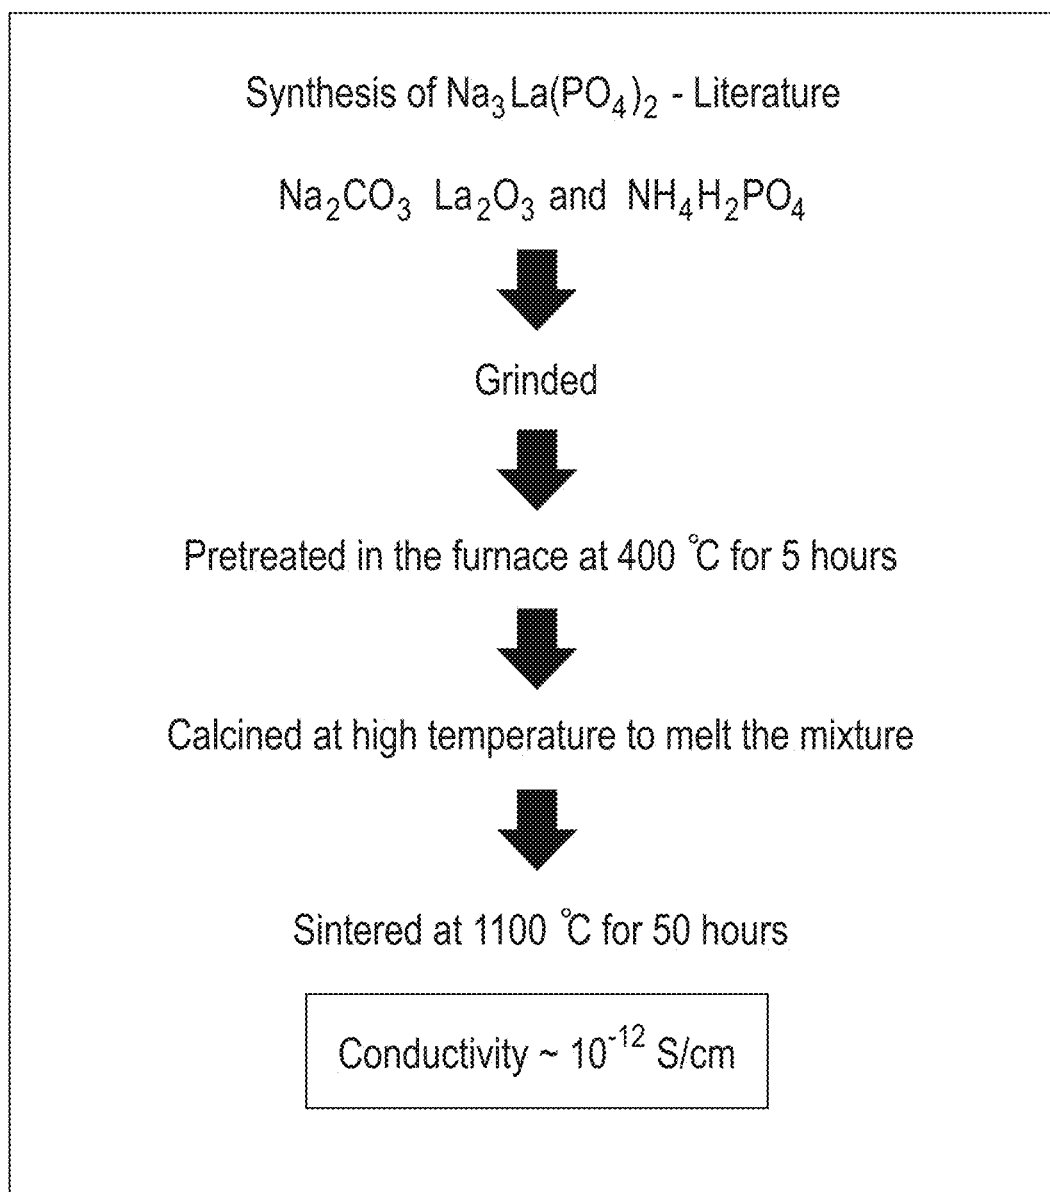 Synthesis of Na₃La(PO₄)₂ - Literature
Na₂CO₃ La₂O₃ and NH₄H₂PO₄
Grinded
Pretreated in the furnace at 400 °C for 5 hours
Calcined at high temperature to melt the mixture
Sintered at 1100 °C for 50 hours
Conductivity ~ 10⁻¹² S/cm